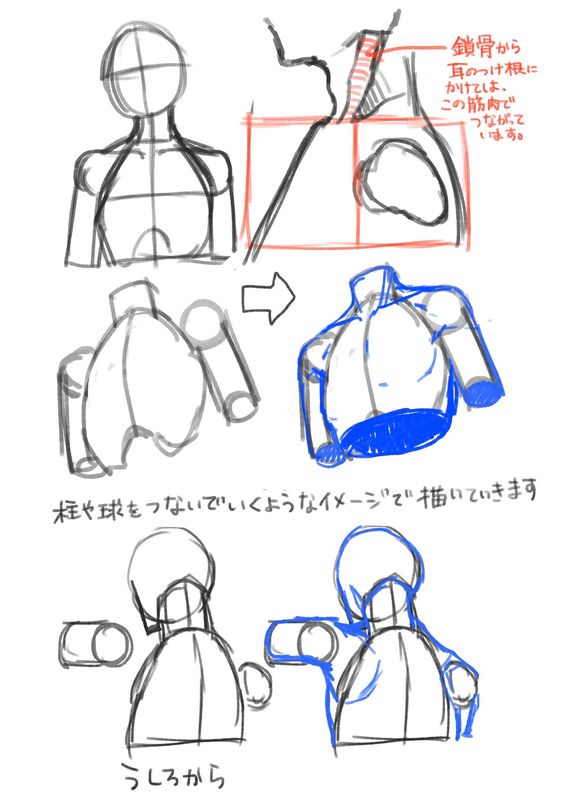 鎖骨から
耳のつけ根に
かけては、
この筋肉で
つながって
います。
柱や球をつないでいくようなイメージで描いていきます
うしろから